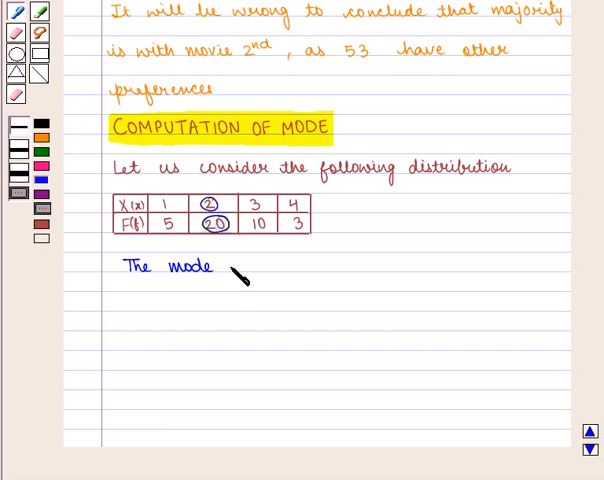 It will be wrong to conclude that majority
is with movie 2nd, as 53 have other
preferences
COMPUTATION OF MODE
Let us consider the following distribution
X(x) 1 2 3 4
F(f) 5 20 10 3
The mode